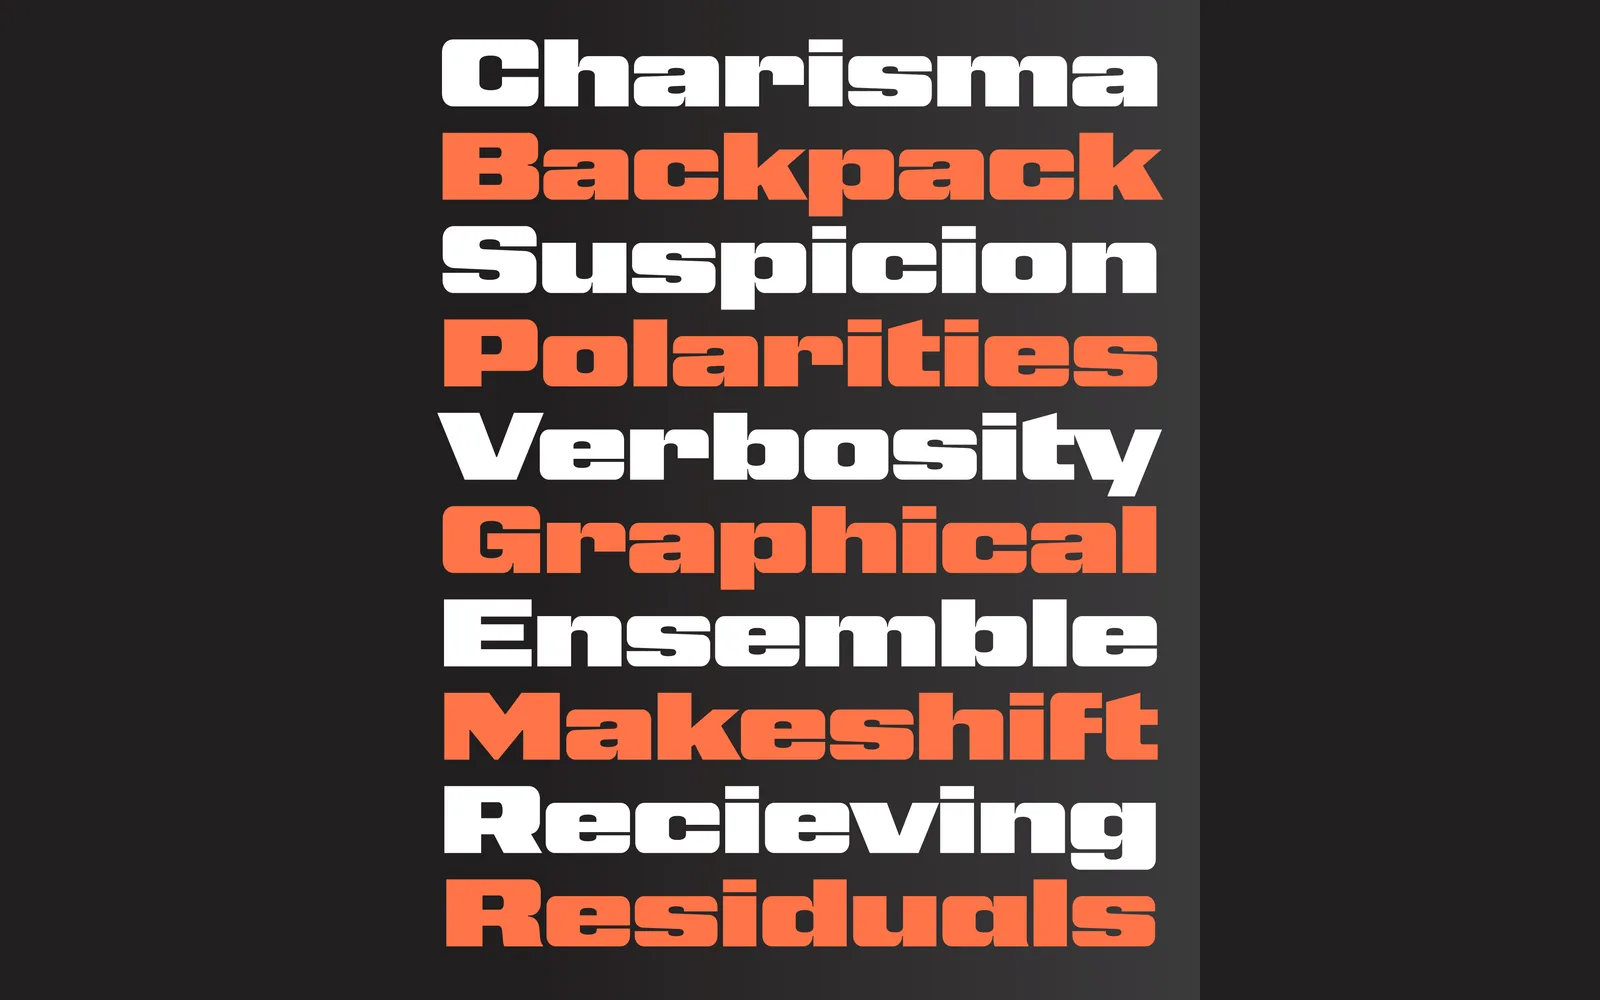 Charisma
Backpack
Suspicion
Polarities
Verbosity
Graphical
Ensemble
Makeshift
Recieving
Residuals